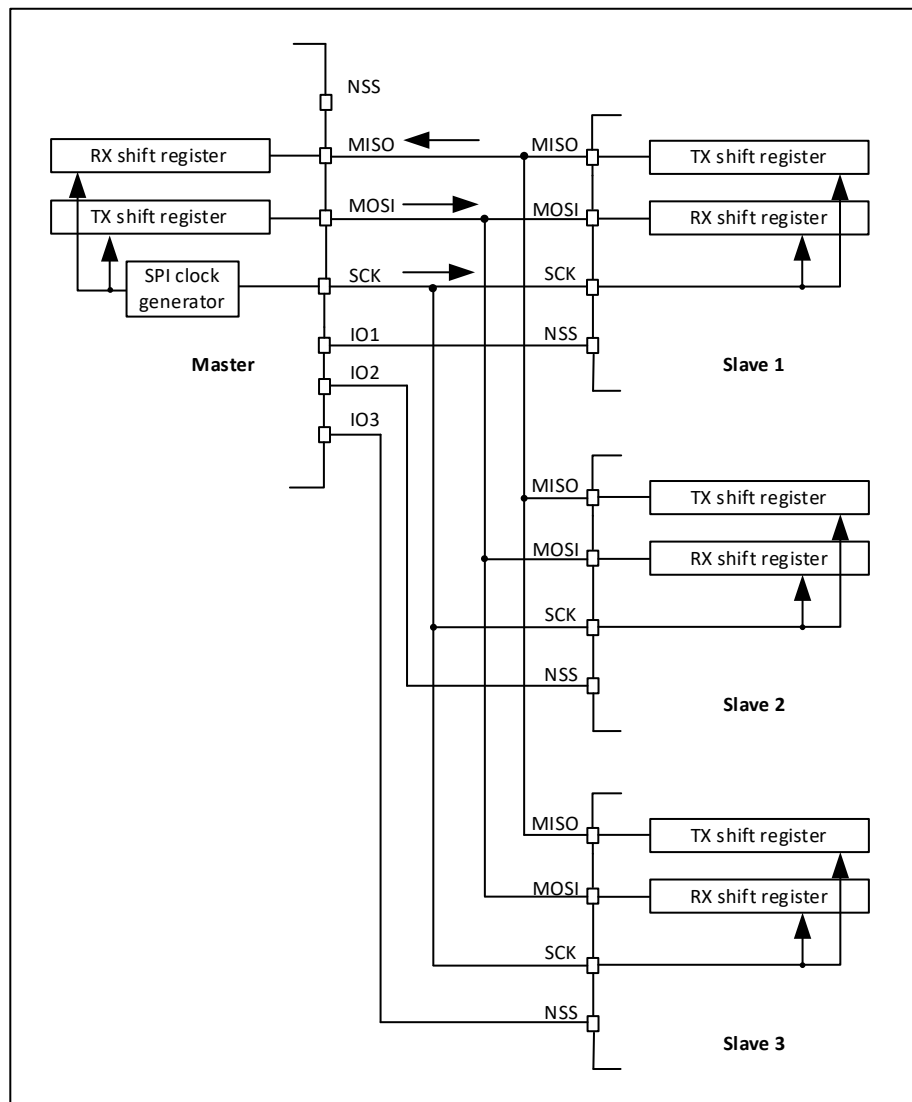 NSS
MISO
MISO
RX shift register
TX shift register
MOSI
MOSI
TX shift register
RX shift register
SCK
SCK
SPI clock
generator
IO1
NSS
Master
Slave 1
IO2
IO3
MISO
TX shift register
MOSI
RX shift register
SCK
NSS
Slave 2
MISO
TX shift register
MOSI
RX shift register
SCK
NSS
Slave 3